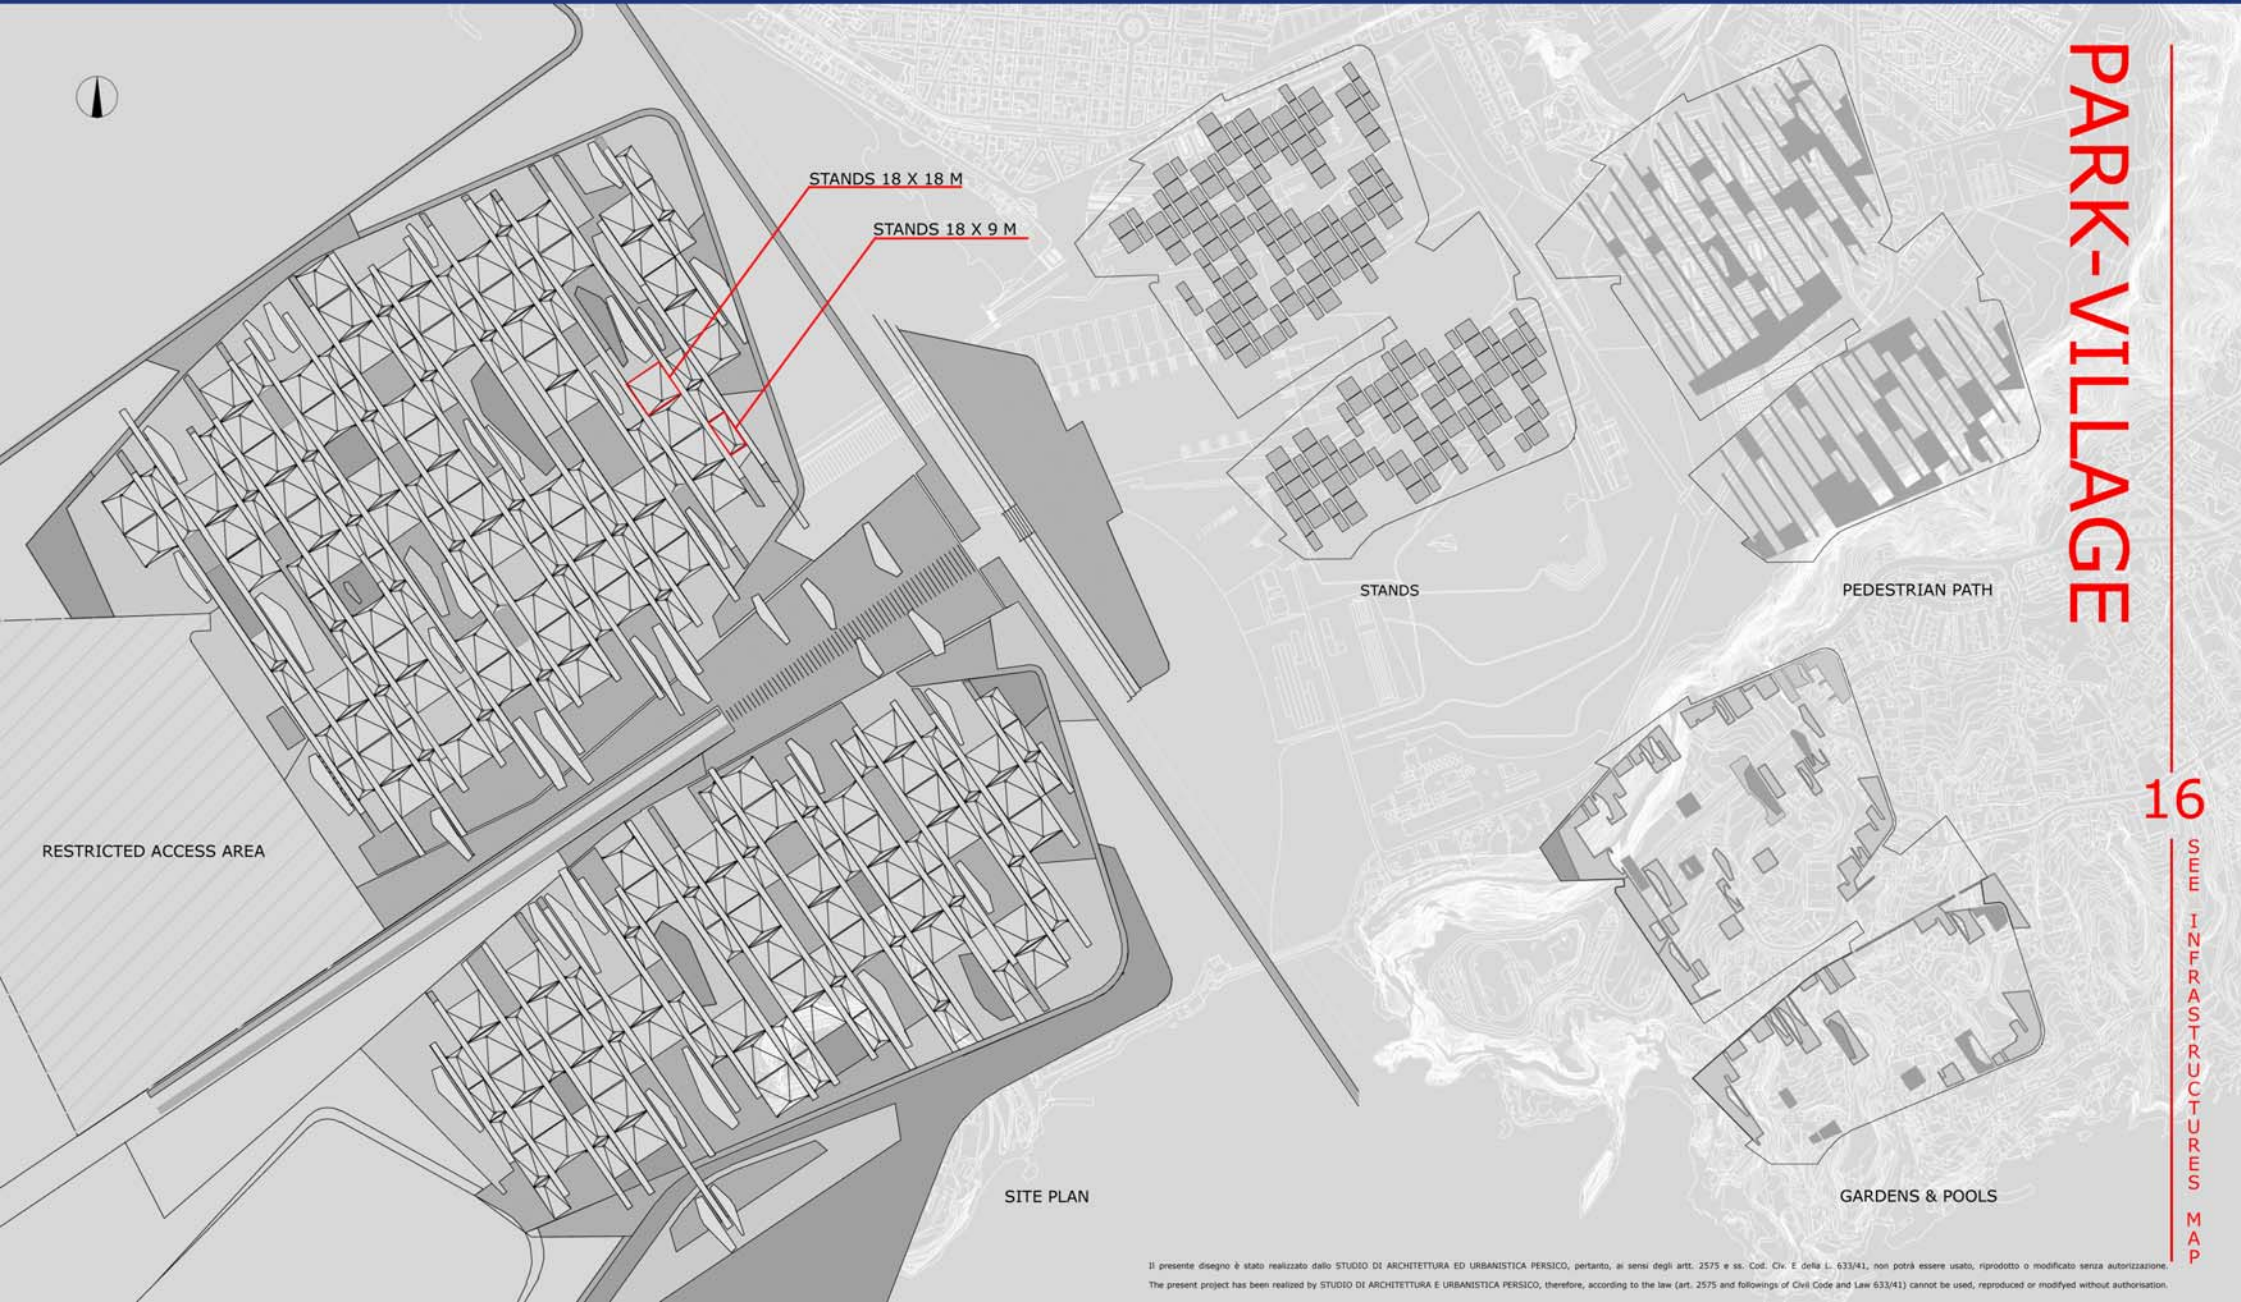 STANDS 18 X 18 M
STANDS 18 X 9 M
STANDS
PEDESTRIAN PATH
RESTRICTED ACCESS AREA
SITE PLAN
GARDENS & POOLS
PARK-VILLAGE
16
SEE INFRASTRUCTURES MAP
Il presente disegno è stato realizzato dallo STUDIO DI ARCHITETTURA ED URBANISTICA PERSICO, pertanto, ai sensi degli artt. 2575 e ss. Cod. Civ. E della L. 633/41, non potrà essere usato, riprodotto o modificato senza autorizzazione.
The present project has been realized by STUDIO DI ARCHITETTURA E URBANISTICA PERSICO, therefore, according to the law (art. 2575 and followings of Civil Code and Law 633/41) cannot be used, reproduced or modifyed without authorisation.